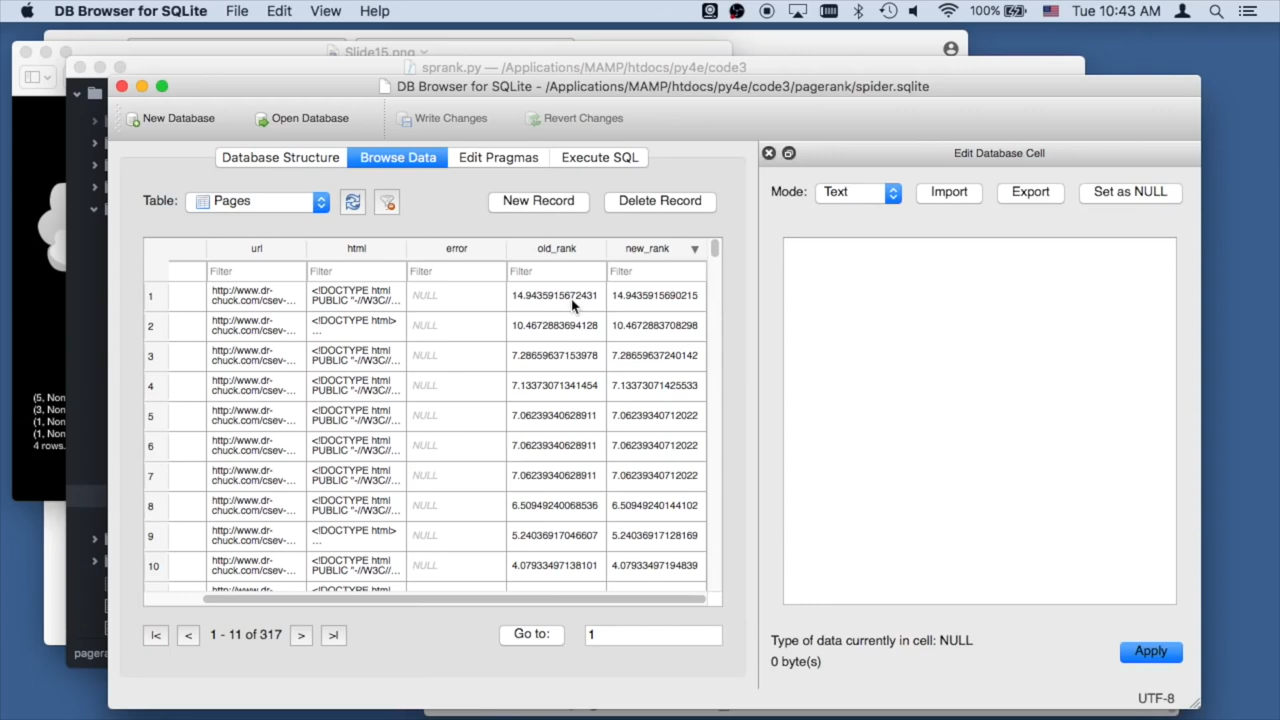 DB Browser for SQLite File Edit View Help 100% Tue 10:43 AM
Slide15.png
sprank.py — /Applications/MAMP/htdocs/py4e/code3
DB Browser for SQLite - /Applications/MAMP/htdocs/py4e/code3/pagerank/spider.sqlite
New Database Open Database Write Changes Revert Changes
Database Structure Browse Data Edit Pragmas Execute SQL
Edit Database Cell
Table: Pages New Record Delete Record
Mode: Text Import Export Set as NULL
url html error old_rank new_rank
Filter Filter Filter Filter Filter
1 http://www.dr-chuck.com/csev-... <!DOCTYPE html PUBLIC "-//W3C//... NULL 14.9435915672431 14.9435915690215
2 http://www.dr-chuck.com/csev-... <!DOCTYPE html> ... NULL 10.4672883694128 10.4672883708298
3 http://www.dr-chuck.com/csev-... <!DOCTYPE html PUBLIC "-//W3C//... NULL 7.28659637153978 7.28659637240142
4 http://www.dr-chuck.com/csev-... <!DOCTYPE html PUBLIC "-//W3C//... NULL 7.13373071341454 7.13373071425533
5 http://www.dr-chuck.com/csev-... <!DOCTYPE html PUBLIC "-//W3C//... NULL 7.06239340628911 7.06239340712022
6 http://www.dr-chuck.com/csev-... <!DOCTYPE html PUBLIC "-//W3C//... NULL 7.06239340628911 7.06239340712022
7 http://www.dr-chuck.com/csev-... <!DOCTYPE html PUBLIC "-//W3C//... NULL 7.06239340628911 7.06239340712022
8 http://www.dr-chuck.com/csev-... <!DOCTYPE html PUBLIC "-//W3C//... NULL 6.50949240068536 6.50949240144102
9 http://www.dr-chuck.com/csev-... <!DOCTYPE html> ... NULL 5.24036917046607 5.24036917128169
10 http://www.dr-chuck.com/csev-... <!DOCTYPE html PUBLIC "-//W3C//... NULL 4.07933497138101 4.07933497194839
(5, Non
(3, Non
(1, Non
(1, Non
4 rows.
|< < 1 - 11 of 317 > >| Go to: 1
Type of data currently in cell: NULL
0 byte(s)
Apply
pagera
UTF-8